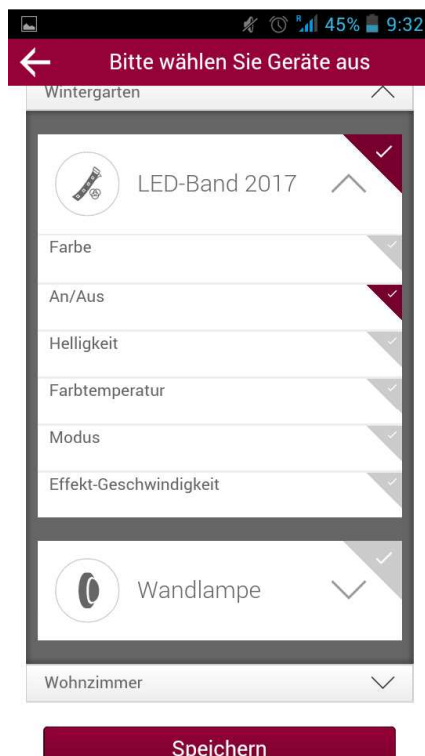 R 45% 9:32
Bitte wählen Sie Geräte aus
Wintergarten
LED-Band 2017
Farbe
An/Aus
Helligkeit
Farbtemperatur
Modus
Effekt-Geschwindigkeit
Wandlampe
Wohnzimmer
Speichern